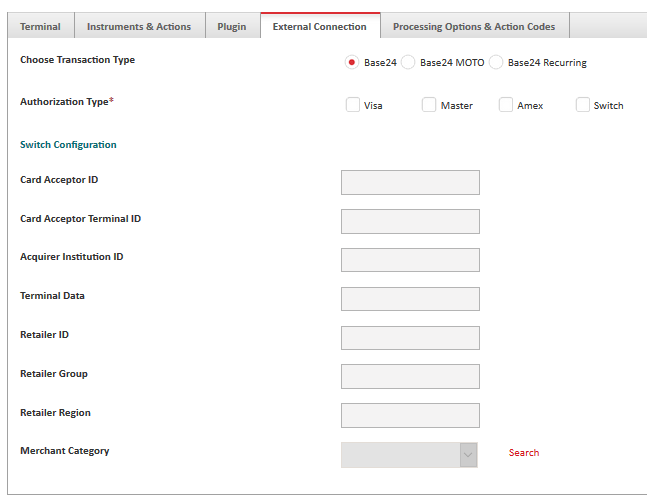 Terminal Instruments & Actions Plugin External Connection Processing Options & Action Codes
Choose Transaction Type Base24 Base24 MOTO Base24 Recurring
Authorization Type* Visa Master Amex Switch
Switch Configuration
Card Acceptor ID
Card Acceptor Terminal ID
Acquirer Institution ID
Terminal Data
Retailer ID
Retailer Group
Retailer Region
Merchant Category Search